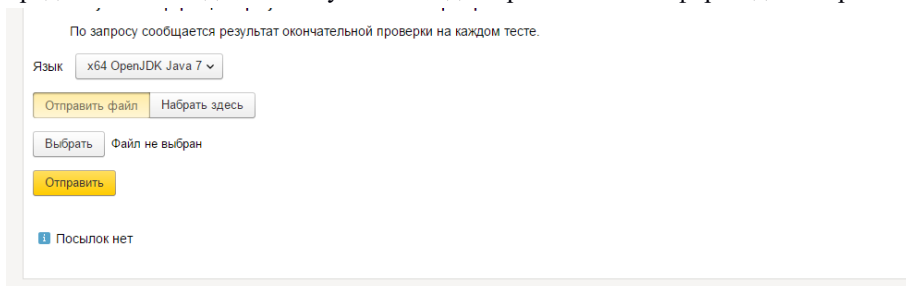 По запросу сообщается результат окончательной проверки на каждом тесте.
Язык x64 OpenJDK Java 7
Отправить файл Набрать здесь
Выбрать Файл не выбран
Отправить
Посылок нет